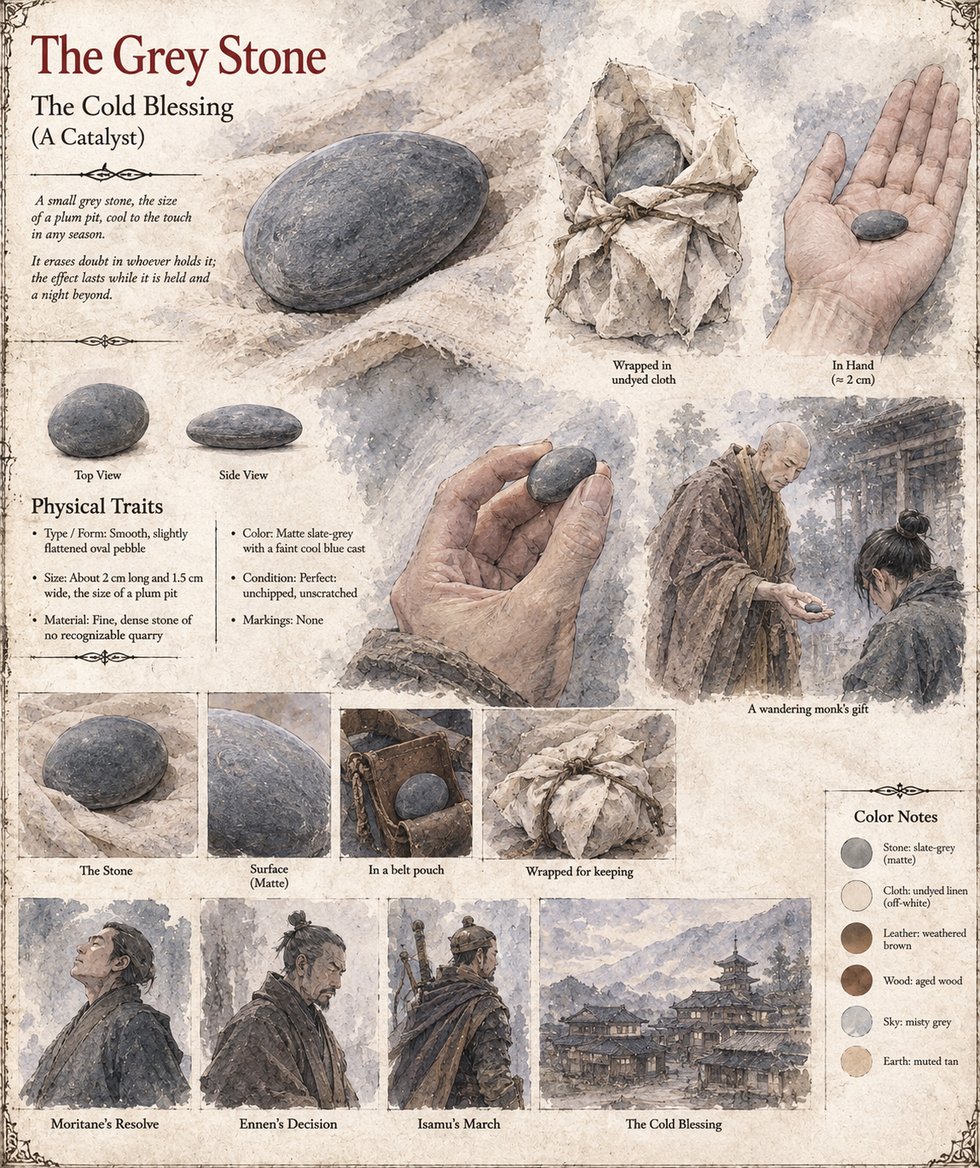 The Grey Stone
The Cold Blessing
(A Catalyst)
A small grey stone, the size
of a plum pit, cool to the touch
in any season.
It erases doubt in whoever holds it;
the effect lasts while it is held and
a night beyond.
Wrapped in
undyed cloth
In Hand
(≈ 2 cm)
Top View
Side View
Physical Traits
• Type / Form: Smooth, slightly
flattened oval pebble
• Size: About 2 cm long and 1.5 cm
wide, the size of a plum pit
• Material: Fine, dense stone of
no recognizable quarry
• Color: Matte slate-grey
with a faint cool blue cast
• Condition: Perfect:
unchipped, unscratched
• Markings: None
A wandering monk's gift
The Stone
Surface
(Matte)
In a belt pouch
Wrapped for keeping
Color Notes
Stone: slate-grey
(matte)
Cloth: undyed linen
(off-white)
Leather: weathered
brown
Wood: aged wood
Sky: misty grey
Earth: muted tan
Moritane's Resolve
Ennen's Decision
Isamu's March
The Cold Blessing